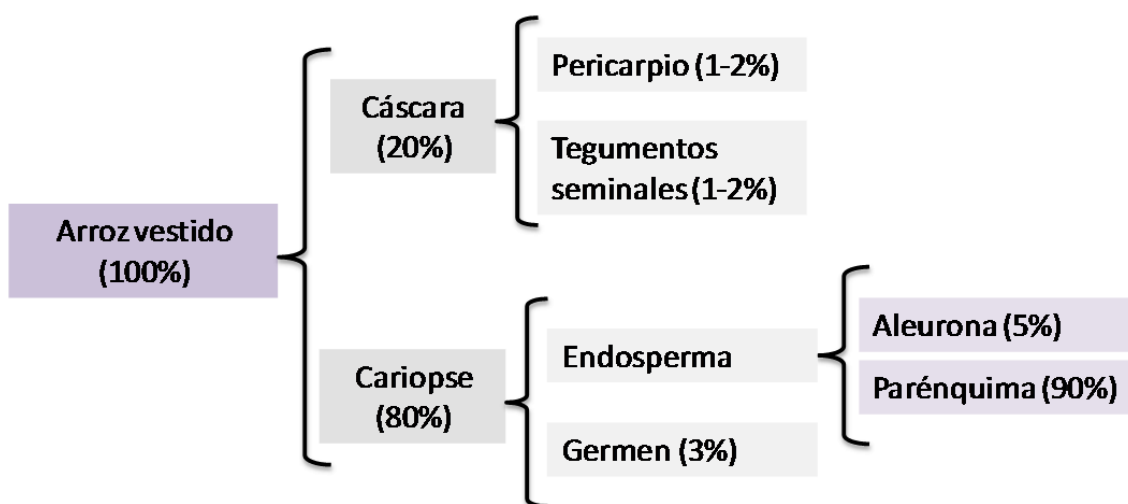 Pericarpio (1-2%)
Cáscara
(20%)
Tegumentos
seminales (1-2%)
Arroz vestido
(100%)
Aleurona (5%)
Endosperma
Cariopse
(80%)
Parénquima (90%)
Germen (3%)